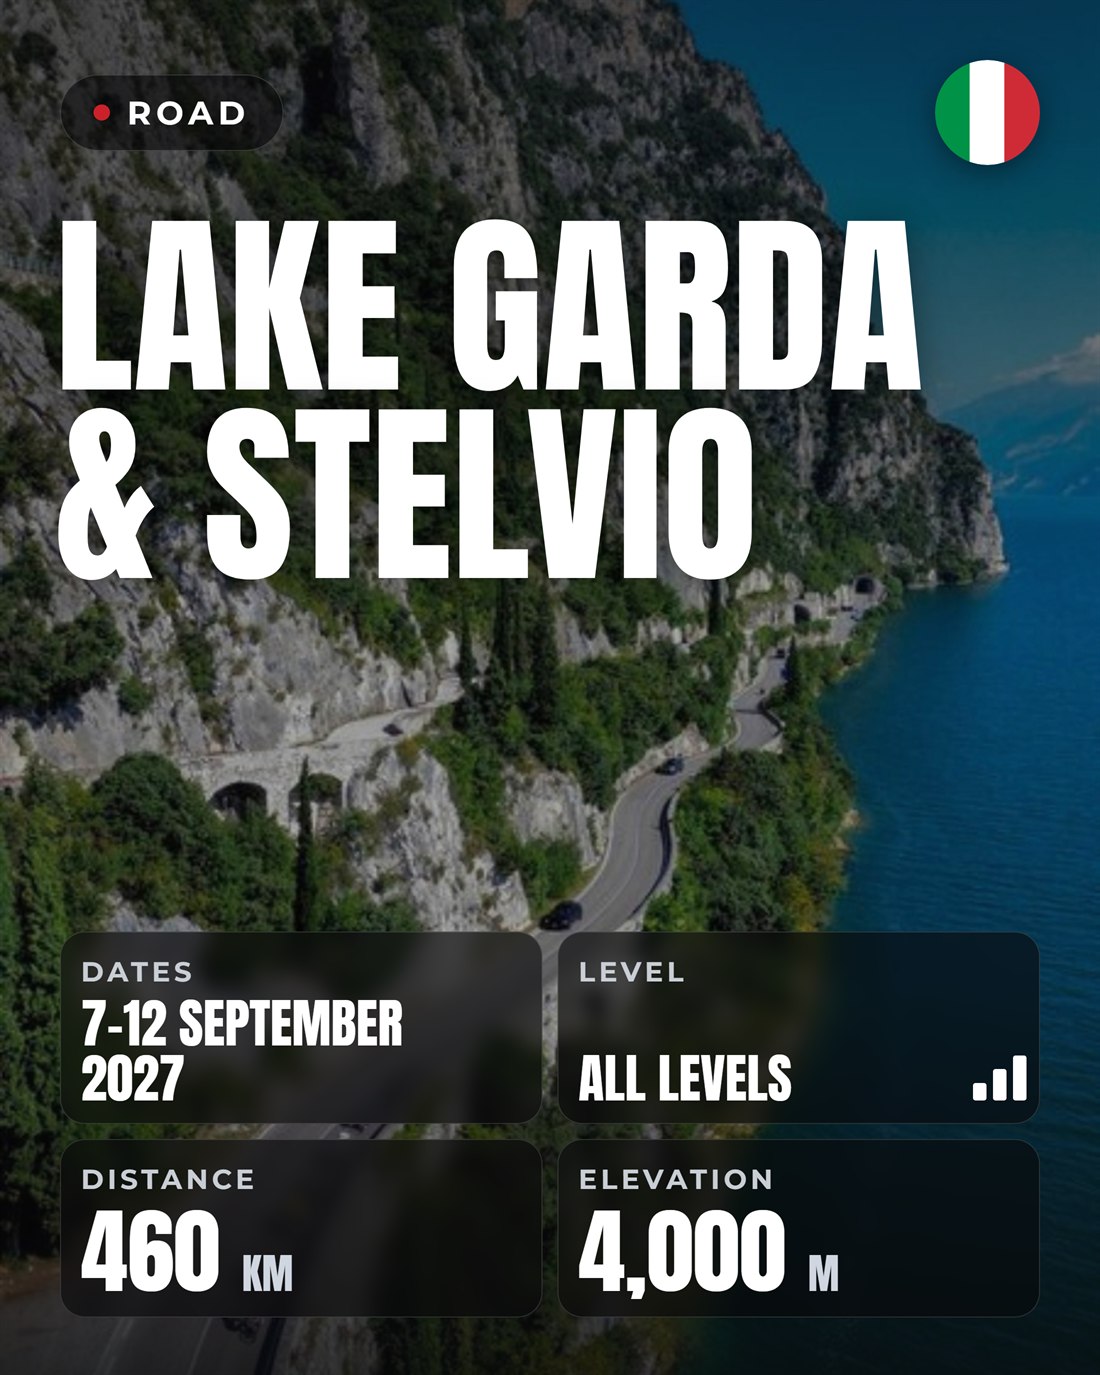 ROAD
LAKE GARDA
& STELVIO
DATES
7-12 SEPTEMBER
2027
LEVEL
ALL LEVELS
DISTANCE
460 KM
ELEVATION
4,000 M